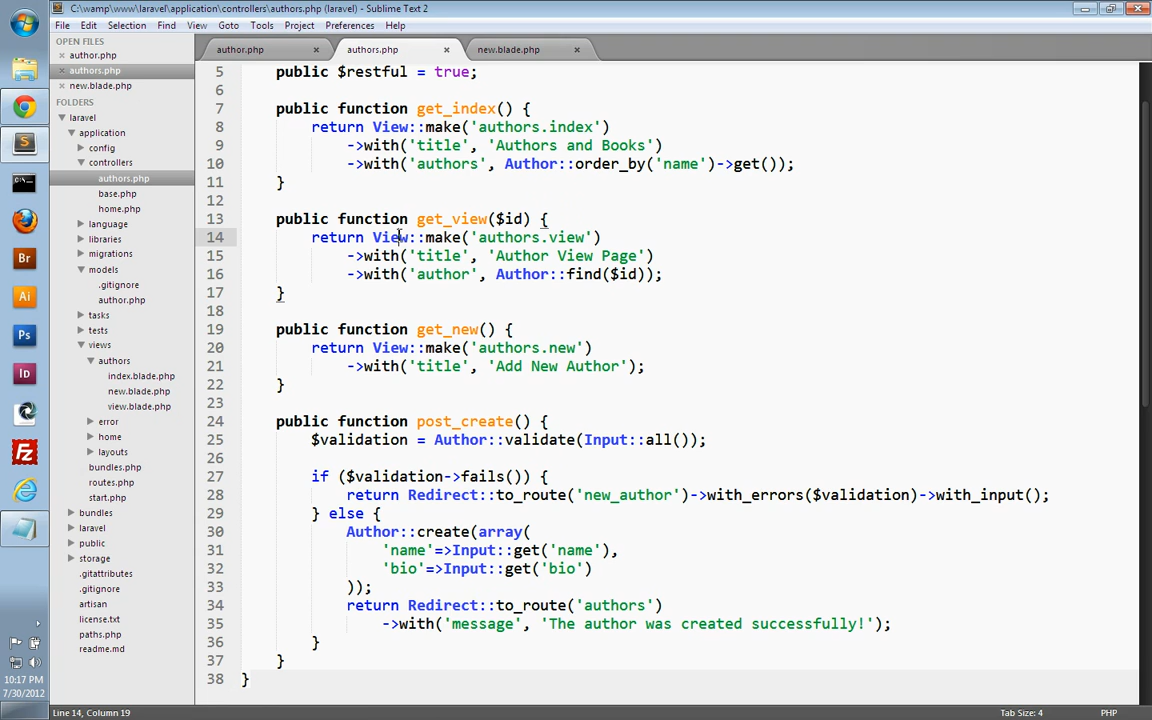 C:\wamp\www\laravel\application\controllers\authors.php (laravel) - Sublime Text 2
File Edit Selection Find View Goto Tools Project Preferences Help
OPEN FILES
author.php
authors.php
new.blade.php
FOLDERS
laravel
application
config
controllers
authors.php
base.php
home.php
language
libraries
migrations
models
.gitignore
author.php
tasks
tests
views
authors
index.blade.php
new.blade.php
view.blade.php
error
home
layouts
bundles.php
routes.php
start.php
bundles
laravel
public
storage
.gitattributes
.gitignore
artisan
license.txt
paths.php
readme.md
author.php authors.php new.blade.php
5 public $restful = true;
6
7 public function get_index() {
8 return View::make('authors.index')
9 ->with('title', 'Authors and Books')
10 ->with('authors', Author::order_by('name')->get());
11 }
12
13 public function get_view($id) {
14 return View::make('authors.view')
15 ->with('title', 'Author View Page')
16 ->with('author', Author::find($id));
17 }
18
19 public function get_new() {
20 return View::make('authors.new')
21 ->with('title', 'Add New Author');
22 }
23
24 public function post_create() {
25 $validation = Author::validate(Input::all());
26
27 if ($validation->fails()) {
28 return Redirect::to_route('new_author')->with_errors($validation)->with_input();
29 } else {
30 Author::create(array(
31 'name'=>Input::get('name'),
32 'bio'=>Input::get('bio')
33 ));
34 return Redirect::to_route('authors')
35 ->with('message', 'The author was created successfully!');
36 }
37 }
38 }
Br
Ai
Ps
Id
Fz
10:17 PM
7/30/2012
Line 14, Column 19
Tab Size: 4
PHP